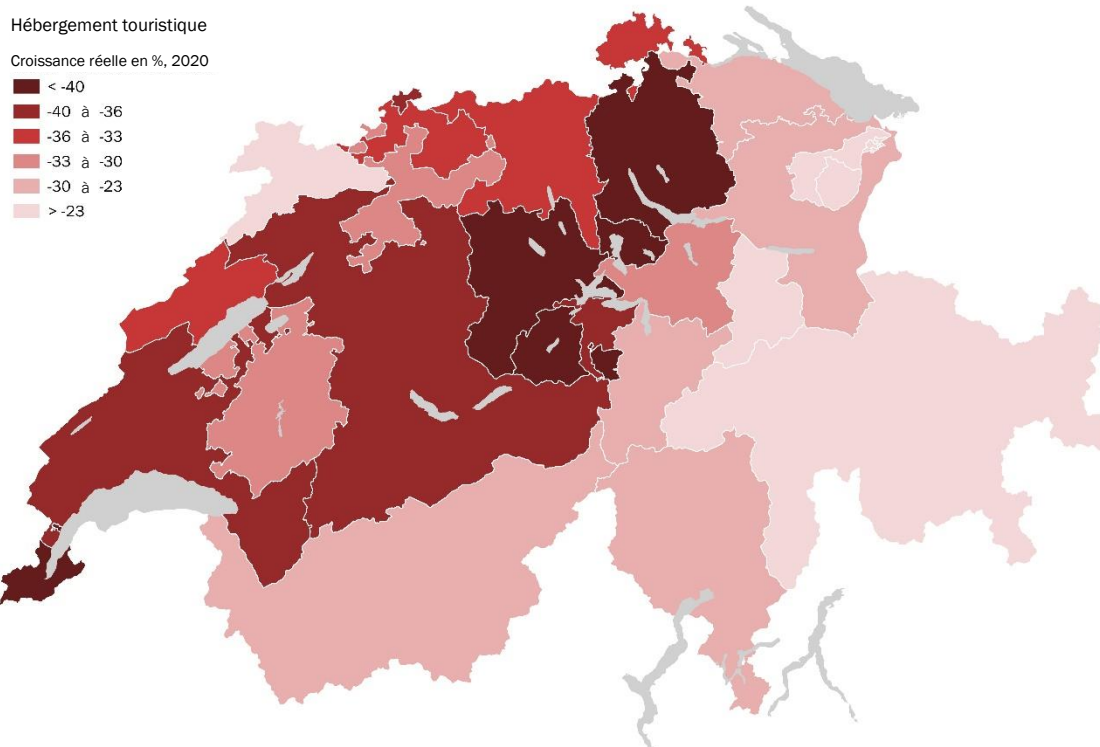 Hébergement touristique
Croissance réelle en %, 2020
< -40
-40 à -36
-36 à -33
-33 à -30
-30 à -23
> -23